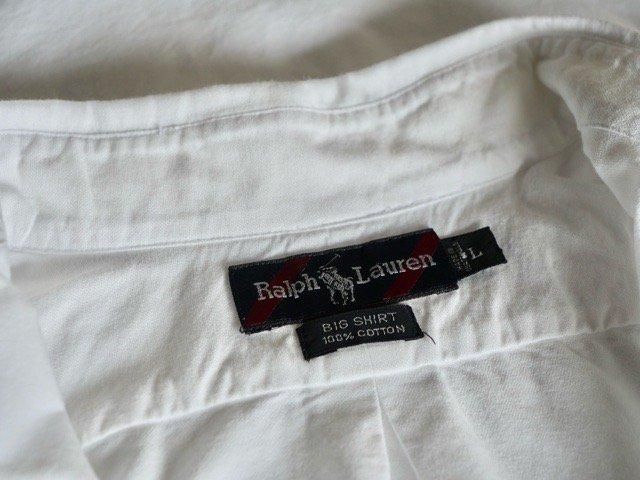 Ralph Lauren
L
BIG SHIRT
100% COTTON